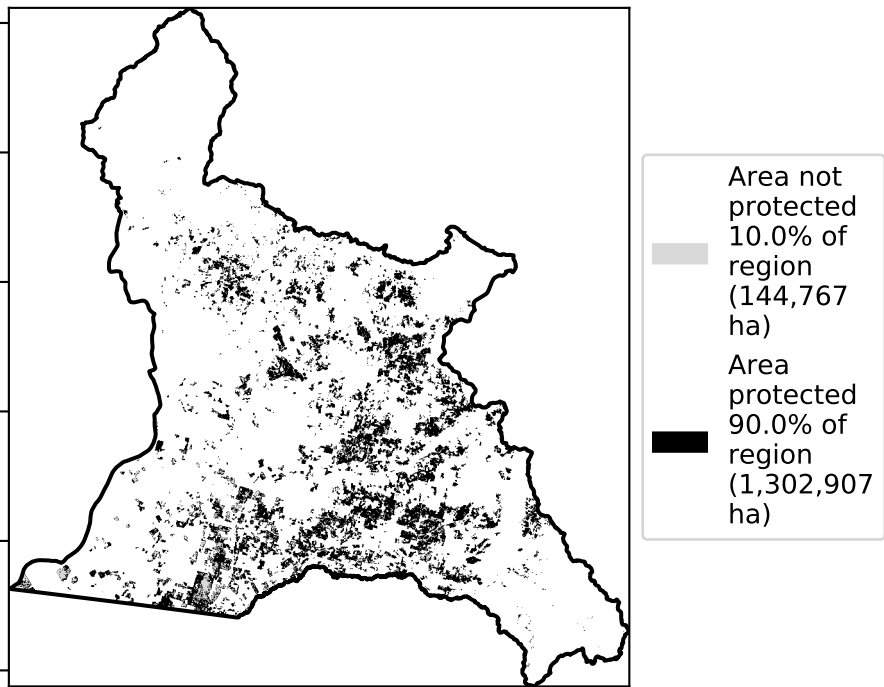 Area not
protected
10.0% of
region
(144,767
ha)
Area
protected
90.0% of
region
(1,302,907
ha)